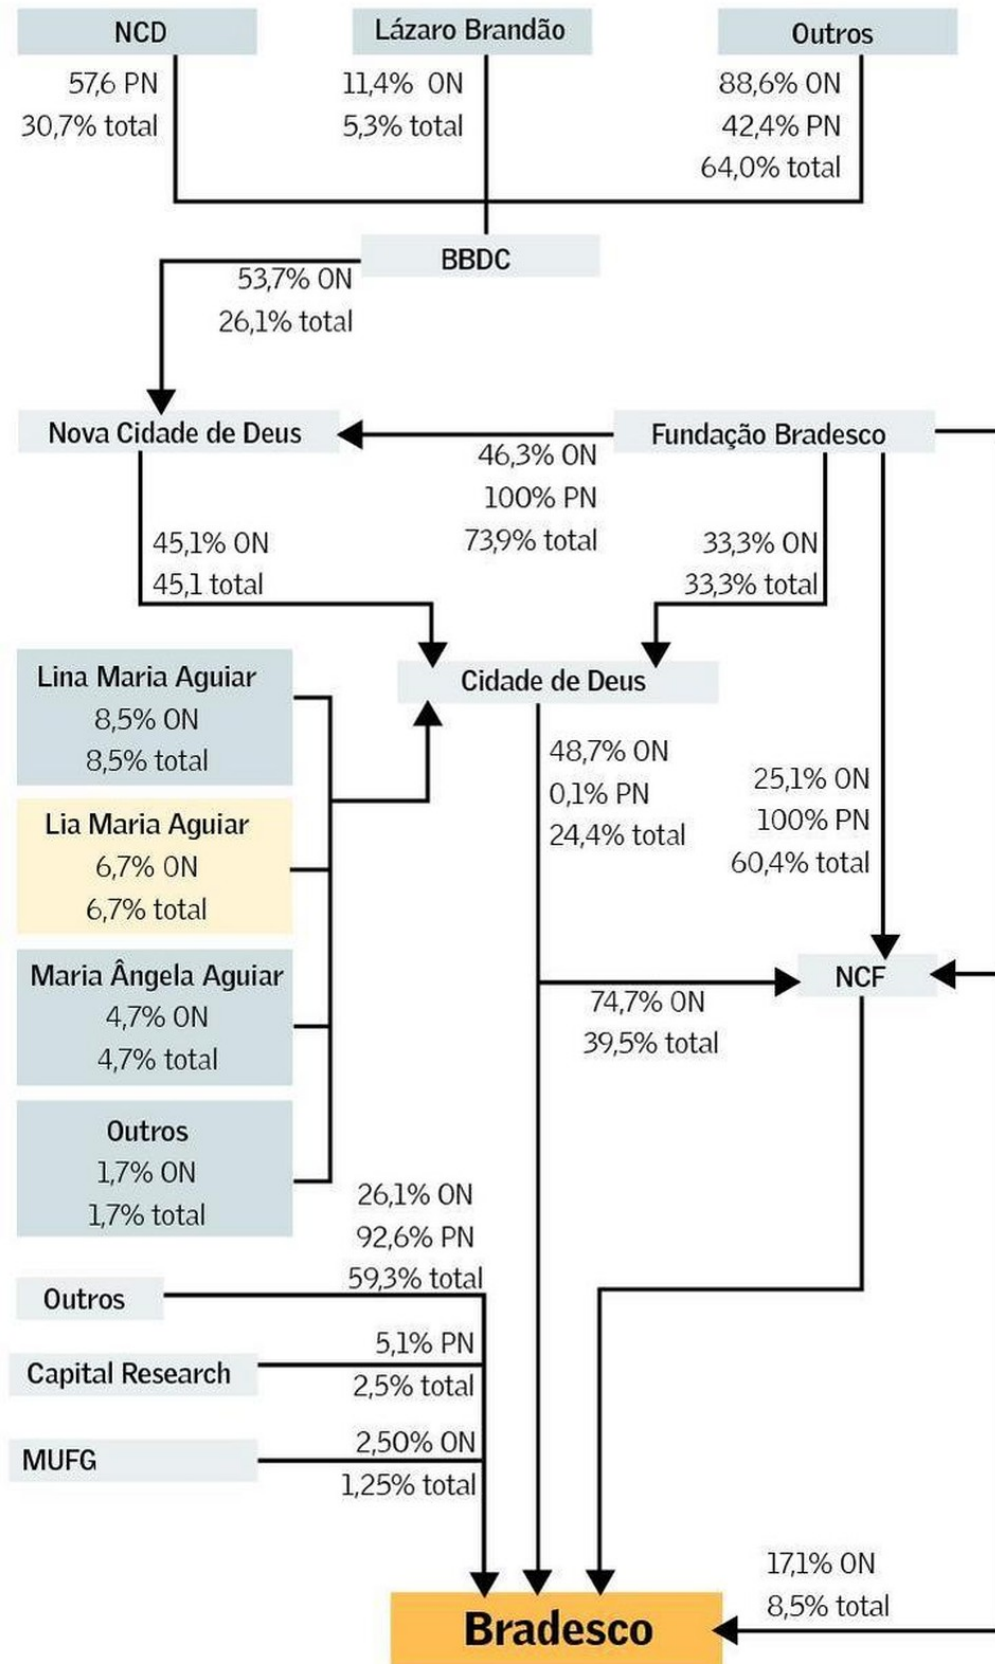 NCD
57,6 PN
30,7% total
Lázaro Brandão
11,4% ON
5,3% total
Outros
88,6% ON
42,4% PN
64,0% total
BBDC
53,7% ON
26,1% total
Nova Cidade de Deus
Fundação Bradesco
46,3% ON
100% PN
73,9% total
45,1% ON
45,1 total
33,3% ON
33,3% total
Cidade de Deus
Lina Maria Aguiar
8,5% ON
8,5% total
Lia Maria Aguiar
6,7% ON
6,7% total
Maria Ângela Aguiar
4,7% ON
4,7% total
Outros
1,7% ON
1,7% total
48,7% ON
0,1% PN
24,4% total
25,1% ON
100% PN
60,4% total
NCF
74,7% ON
39,5% total
26,1% ON
92,6% PN
59,3% total
Outros
5,1% PN
Capital Research
2,5% total
2,50% ON
MUFG
1,25% total
17,1% ON
8,5% total
Bradesco